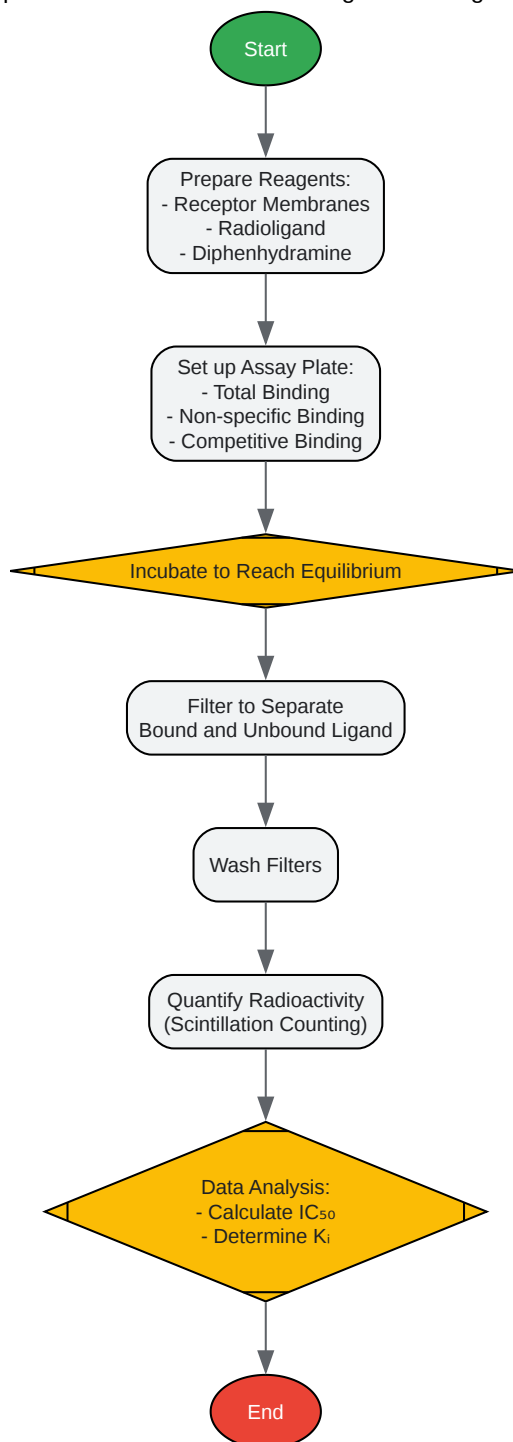 Start
Prepare Reagents:
- Receptor Membranes
- Radioligand
- Diphenhydramine
Set up Assay Plate:
- Total Binding
- Non-specific Binding
- Competitive Binding
Incubate to Reach Equilibrium
Filter to Separate
Bound and Unbound Ligand
Wash Filters
Quantify Radioactivity
(Scintillation Counting)
Data Analysis:
- Calculate IC₅₀
- Determine Kᵢ
End